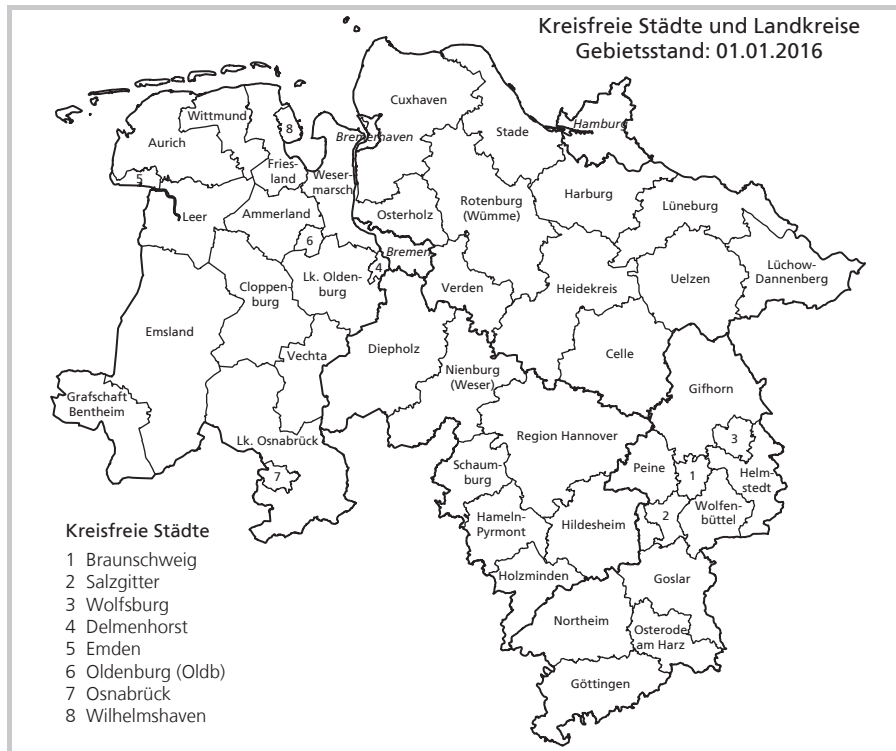 Kreisfreie Städte und Landkreise
Gebietsstand: 01.01.2016
Cuxhaven
Wittmund
8
Stade
Hamburg
Bremerhaven
Aurich
Fries-
land
Weser-
marsch
5
Harburg
Rotenburg
(Wümme)
Lüneburg
Leer
Ammerland
Osterholz
6
Bremen
4
Lüchow-
Dannenberg
Uelzen
Lk. Olden-
burg
Cloppen-
burg
Verden
Heidekreis
Emsland
Vechta
Diepholz
Celle
Nienburg
(Weser)
Gifhorn
Grafschaft
Bentheim
Region Hannover
3
Lk. Osnabrück
Peine
Schaum-
burg
1
Helm-
stedt
7
2
Wolfen-
büttel
Hameln-
Pyrmont
Hildesheim
Holzminden
Goslar
Northeim
Osterode
am Harz
Göttingen
Kreisfreie Städte
1 Braunschweig
2 Salzgitter
3 Wolfsburg
4 Delmenhorst
5 Emden
6 Oldenburg (Oldb)
7 Osnabrück
8 Wilhelmshaven